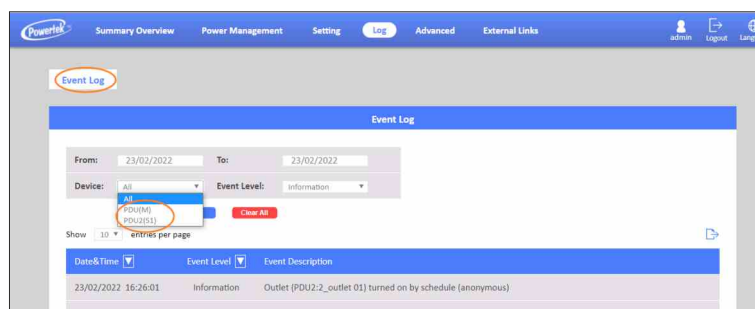 Powertek
Summary Overview
Power Management
Setting
Log
Advanced
External Links
admin
Logout
Lang
Event Log
Event Log
From:
23/02/2022
To:
23/02/2022
Device:
All
Event Level:
Information
All
PDU(M)
PDU2(S1)
Clear All
Show 10 entries per page
Date&Time
Event Level
Event Description
23/02/2022 16:26:01
Information
Outlet (PDU2:2_outlet 01) turned on by schedule (anonymous)